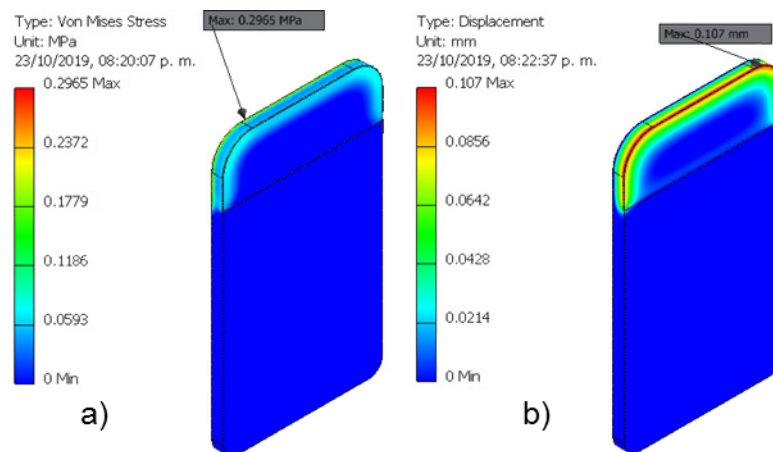 Type: Von Mises Stress
Unit: MPa
23/10/2019, 08:20:07 p. m.
Max: 0.2965 MPa
0.2965 Max
0.2372
0.1779
0.1186
0.0593
0 Min
a)
Type: Displacement
Unit: mm
23/10/2019, 08:22:37 p. m.
Max: 0.107 mm
0.107 Max
0.0856
0.0642
0.0428
0.0214
0 Min
b)